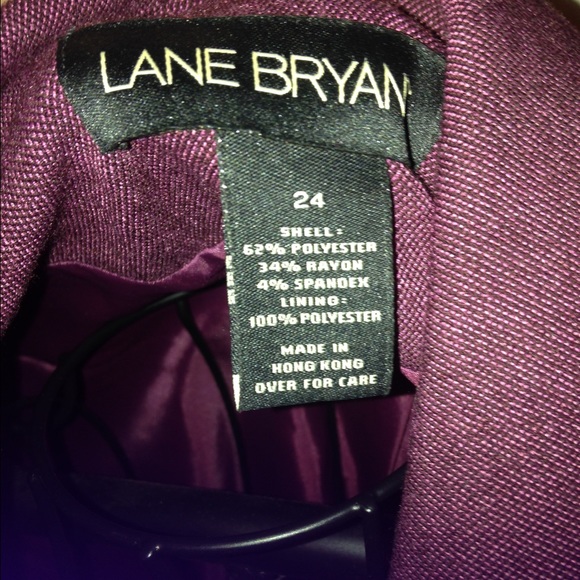 LANE BRYAN
24
SHELL:
62% POLYESTER
34% RAYON
4% SPANDEX
LINING:
100% POLYESTER
MADE IN
HONG KONG
OVER FOR CARE